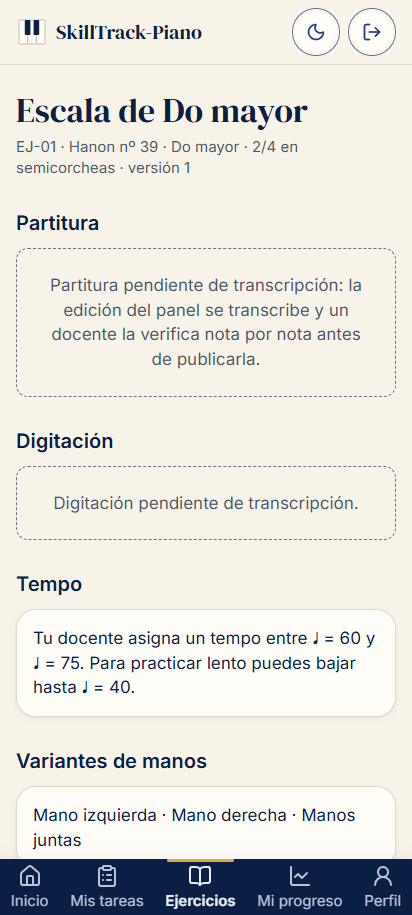 SkillTrack-Piano
Escala de Do mayor
EJ-01 · Hanon nº 39 · Do mayor · 2/4 en
semicorcheas · versión 1
Partitura
Partitura pendiente de transcripción: la
edición del panel se transcribe y un
docente la verifica nota por nota antes
de publicarla.
Digitación
Digitación pendiente de transcripción.
Tempo
Tu docente asigna un tempo entre ♩ = 60 y
♩ = 75. Para practicar lento puedes bajar
hasta ♩ = 40.
Variantes de manos
Mano izquierda · Mano derecha · Manos
juntas
Inicio
Mis tareas
Ejercicios
Mi progreso
Perfil